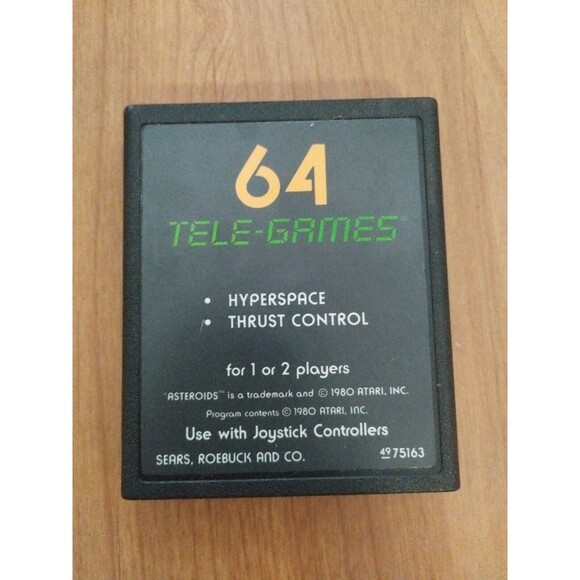 64
TELE-GAMES®
• HYPERSPACE
• THRUST CONTROL
for 1 or 2 players
"ASTEROIDS™ is a trademark and © 1980 ATARI, INC.
Program contents © 1980 ATARI, INC.
Use with Joystick Controllers
SEARS, ROEBUCK AND CO. 49 75163